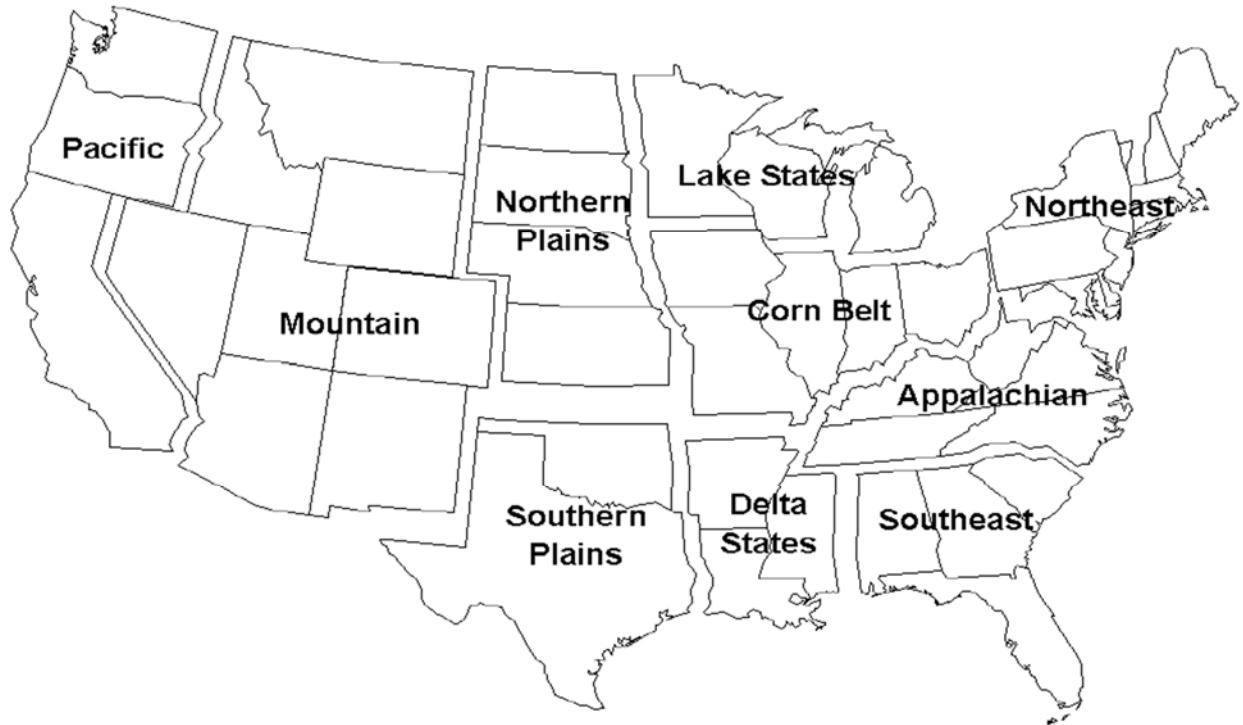 Pacific
Lake States
Northern
Plains
Northeast
Mountain
Corn Belt
Appalachian
Southern
Plains
Delta
States
Southeast